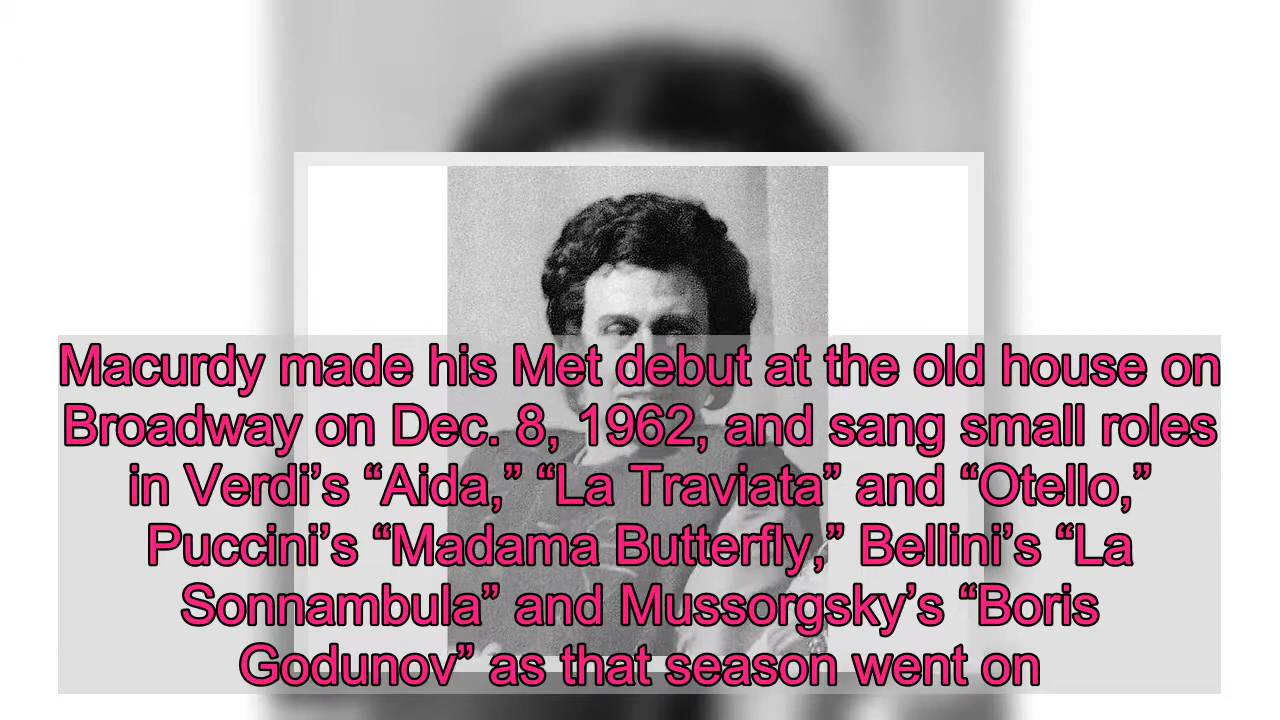 Macurdy made his Met debut at the old house on
Broadway on Dec. 8, 1962, and sang small roles
in Verdi’s “Aida,” “La Traviata” and “Otello,”
Puccini’s “Madama Butterfly,” Bellini’s “La
Sonnambula” and Mussorgsky’s “Boris
Godunov” as that season went on